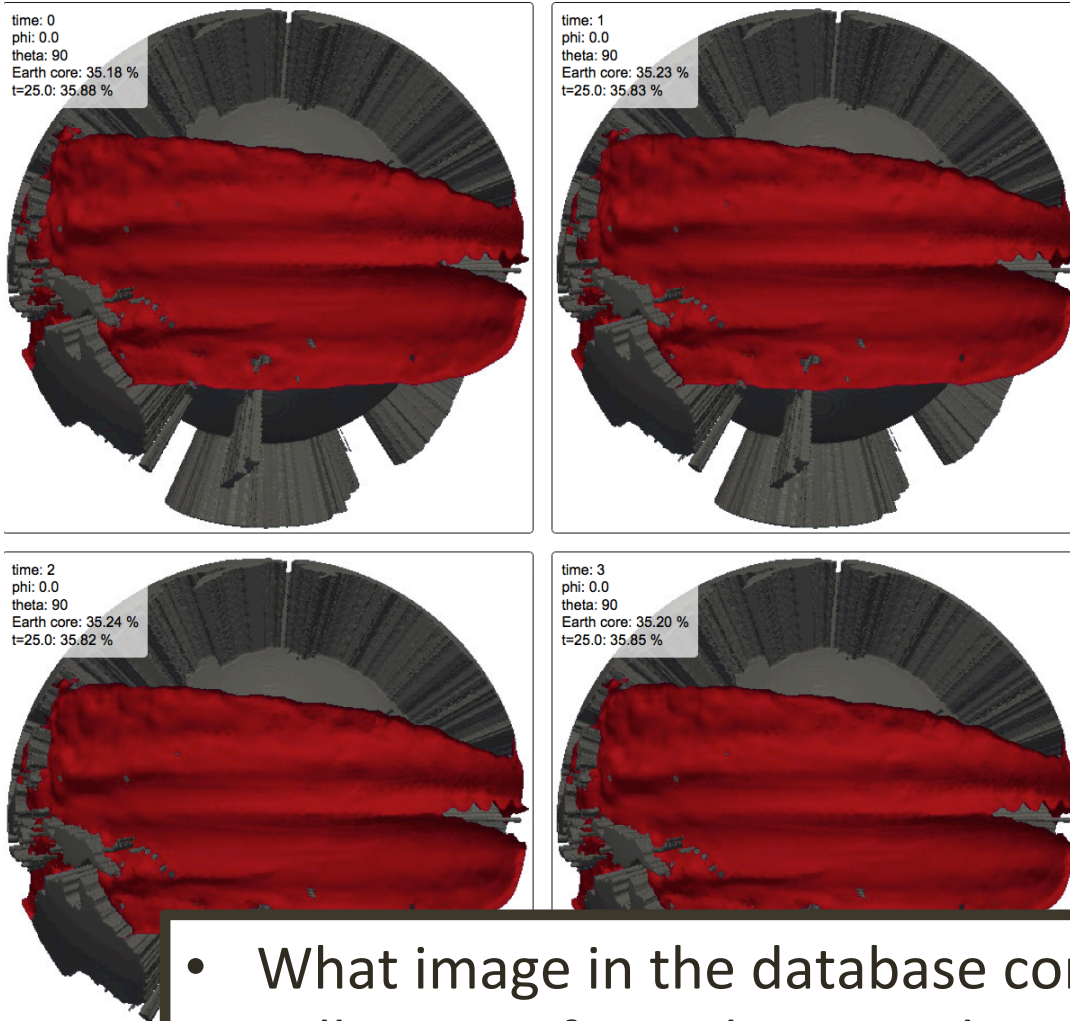 time: 0
phi: 0.0
theta: 90
Earth core: 35.18 %
t=25.0: 35.88 %
time: 1
phi: 0.0
theta: 90
Earth core: 35.23 %
t=25.0: 35.83 %
time: 2
phi: 0.0
theta: 90
Earth core: 35.24 %
t=25.0: 35.82 %
time: 3
phi: 0.0
theta: 90
Earth core: 35.20 %
t=25.0: 35.85 %
• What image in the database